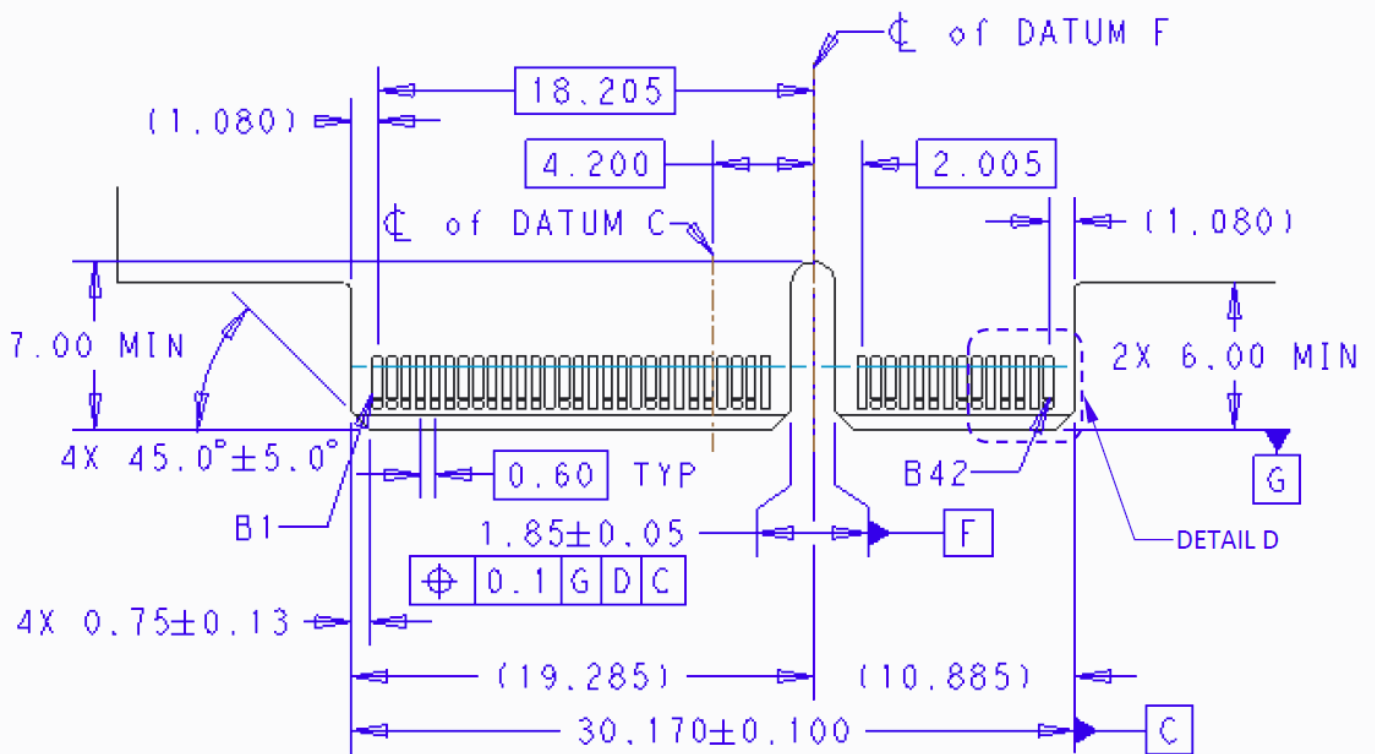 ℄ of DATUM F
18.205
(1.080)
4.200
2.005
℄ of DATUM C
(1.080)
7.00 MIN
2X 6.00 MIN
4X 45.0°±5.0°
0.60 TYP
B42
G
B1
1.85±0.05
F
DETAIL D
⌖ 0.1 G D C
4X 0.75±0.13
(19.285)
(10.885)
30.170±0.100
C